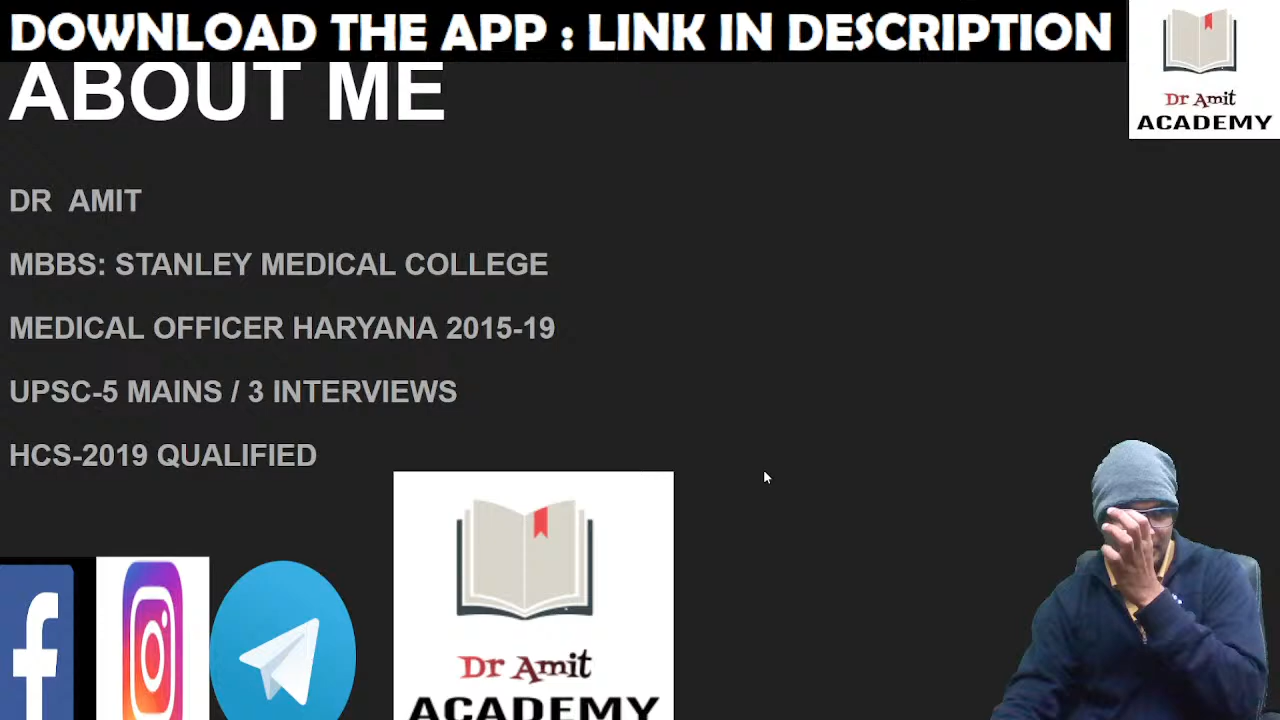 DOWNLOAD THE APP : LINK IN DESCRIPTION
ABOUT ME
Dr Amit
ACADEMY
DR AMIT
MBBS: STANLEY MEDICAL COLLEGE
MEDICAL OFFICER HARYANA 2015-19
UPSC-5 MAINS / 3 INTERVIEWS
HCS-2019 QUALIFIED
Dr Amit
ACADEMY